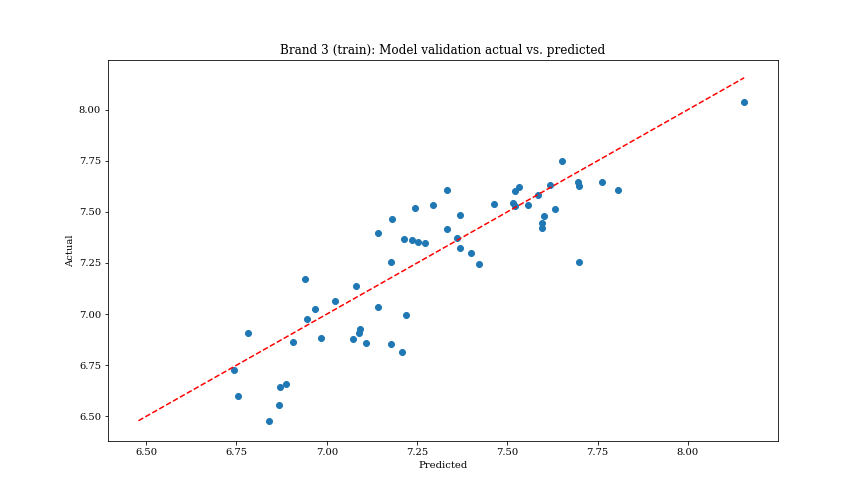 Brand 3 (train): Model validation actual vs. predicted
Actual
8.00
7.75
7.50
7.25
7.00
6.75
6.50
6.50 6.75 7.00 7.25 7.50 7.75 8.00
Predicted